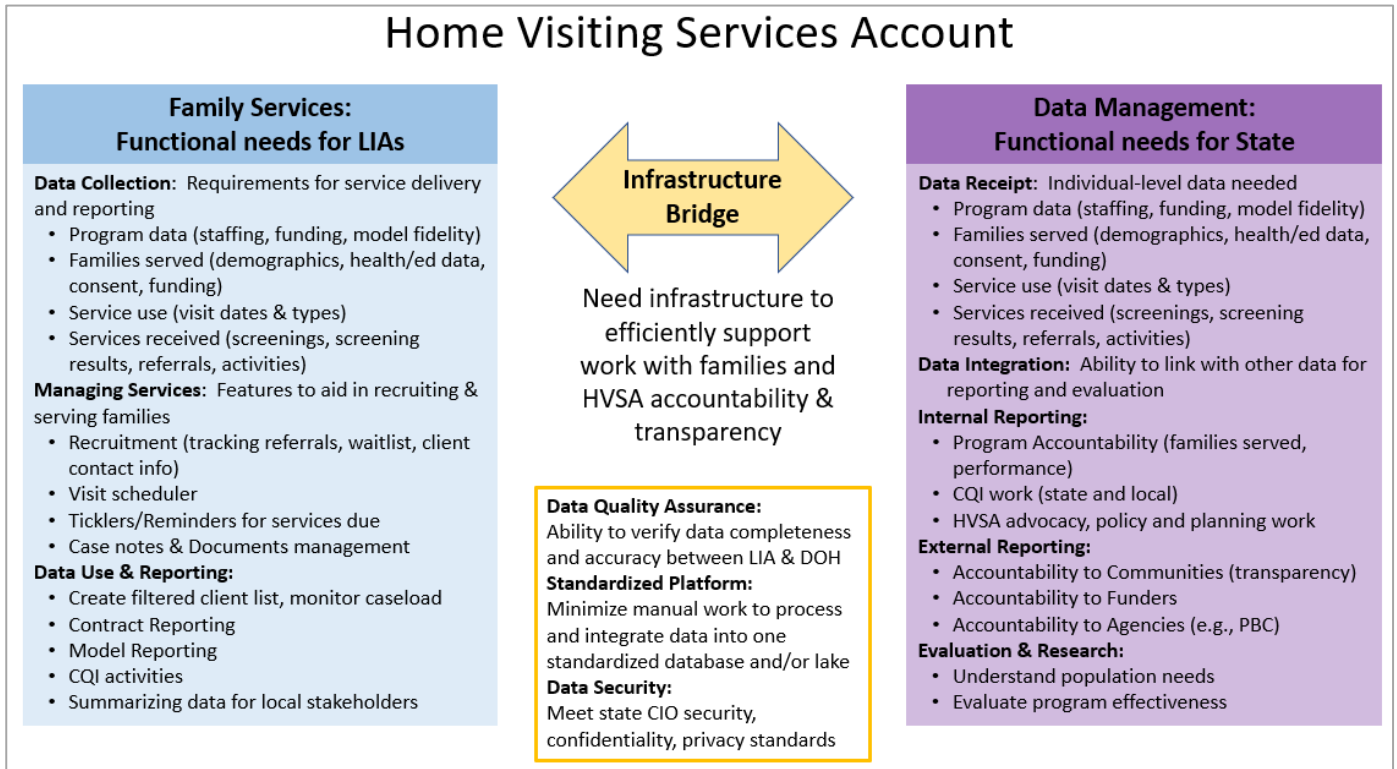 Home Visiting Services Account
Family Services:
Functional needs for LIAs
Data Collection:  Requirements for service delivery
and reporting
• Program data (staffing, funding, model fidelity)
• Families served (demographics, health/ed data,
consent, funding)
• Service use (visit dates & types)
• Services received (screenings, screening
results, referrals, activities)
Managing Services:  Features to aid in recruiting &
serving families
• Recruitment (tracking referrals, waitlist, client
contact info)
• Visit scheduler
• Ticklers/Reminders for services due
• Case notes & Documents management
Data Use & Reporting:
• Create filtered client list, monitor caseload
• Contract Reporting
• Model Reporting
• CQI activities
• Summarizing data for local stakeholders
Infrastructure
Bridge
Need infrastructure to
efficiently support
work with families and
HVSA accountability &
transparency
Data Quality Assurance:
Ability to verify data completeness
and accuracy between LIA & DOH
Standardized Platform:
Minimize manual work to process
and integrate data into one
standardized database and/or lake
Data Security:
Meet state CIO security,
confidentiality, privacy standards
Data Management:
Functional needs for State
Data Receipt:  Individual-level data needed
• Program data (staffing, funding, model fidelity)
• Families served (demographics, health/ed data,
consent, funding)
• Service use (visit dates & types)
• Services received (screenings, screening
results, referrals, activities)
Data Integration:  Ability to link with other data for
reporting and evaluation
Internal Reporting:
• Program Accountability (families served,
performance)
• CQI work (state and local)
• HVSA advocacy, policy and planning work
External Reporting:
• Accountability to Communities (transparency)
• Accountability to Funders
• Accountability to Agencies (e.g., PBC)
Evaluation & Research:
• Understand population needs
• Evaluate program effectiveness